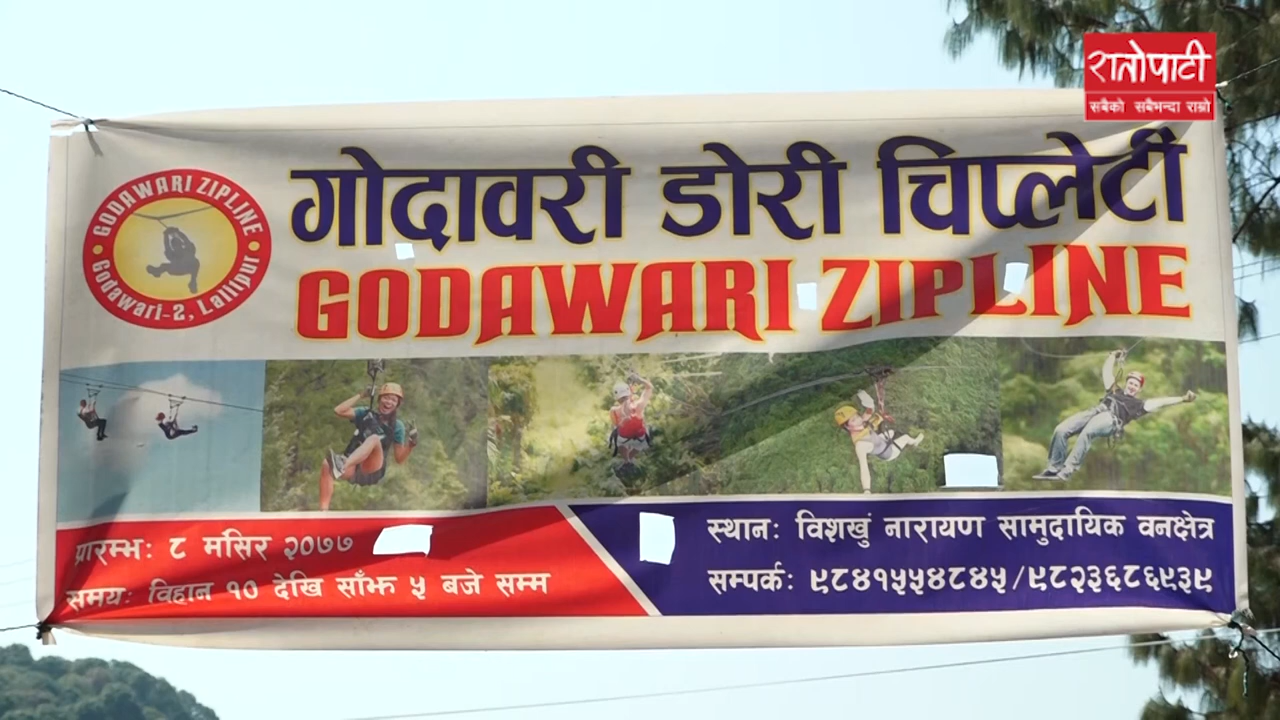 रातोपाटी
सबैको सबैभन्दा राम्रो
GODAWARI ZIPLINE
Godawari-2, Lalitpur
गोदावरी डोरी चिप्लेटी
GODAWARI ZIPLINE
प्रारम्भः ८ मसिर २०७७
समयः विहान १० देखि साँझ ५ बजे सम्म
स्थानः विशखुं नारायण सामुदायिक वनक्षेत्र
सम्पर्कः ९८४१५५४८४५/९८२३६८६९३९